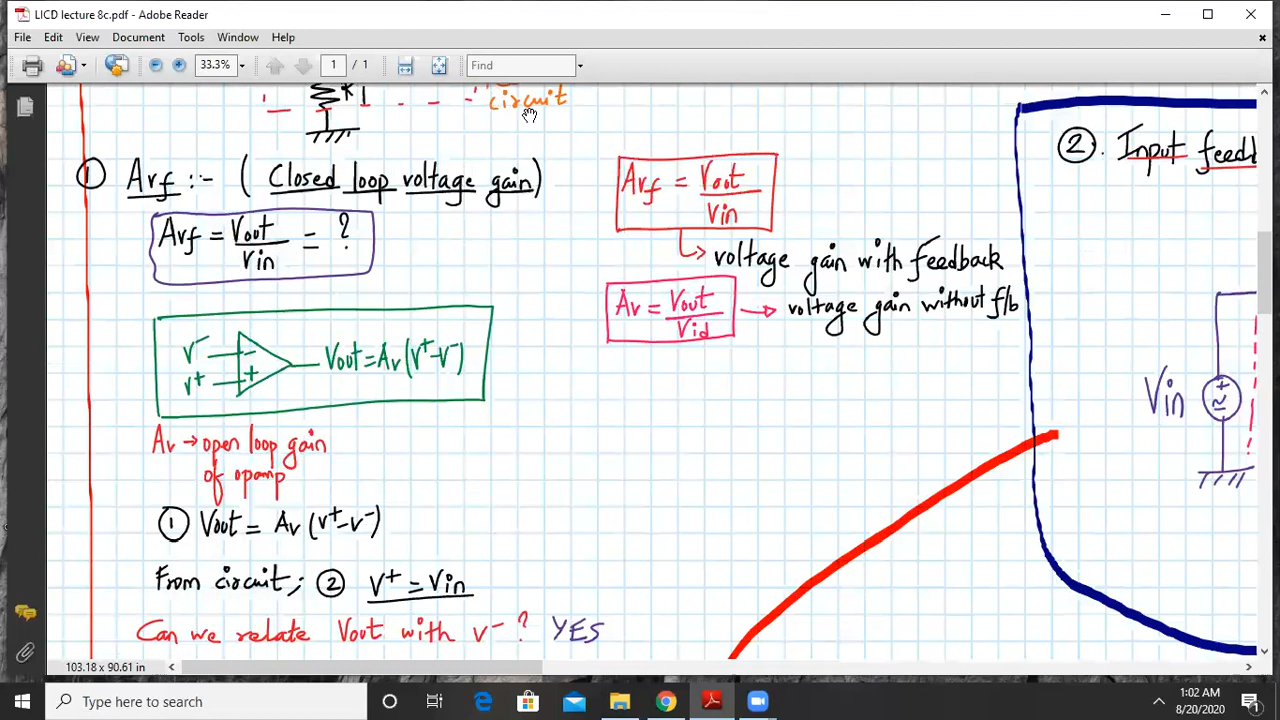 LICD lecture 8c.pdf - Adobe Reader
File Edit View Document Tools Window Help
33.3% 1 / 1 Find
R1
circuit
① Avf :- ( Closed loop voltage gain)
Avf = Vout/Vin = ?
V-
V+
- +
Vout=Av(V+-V-)
Av → open loop gain
of opamp
① Vout = Av (V+-V-)
From circuit; ② V+ = Vin
Can we relate Vout with V- ? YES
Avf = Vout/Vin
voltage gain with feedback
Av = Vout/Vid → voltage gain without f/b
②. Input feedb
Vin
+
103.18 x 90.61 in
Type here to search
1:02 AM
8/20/2020
1